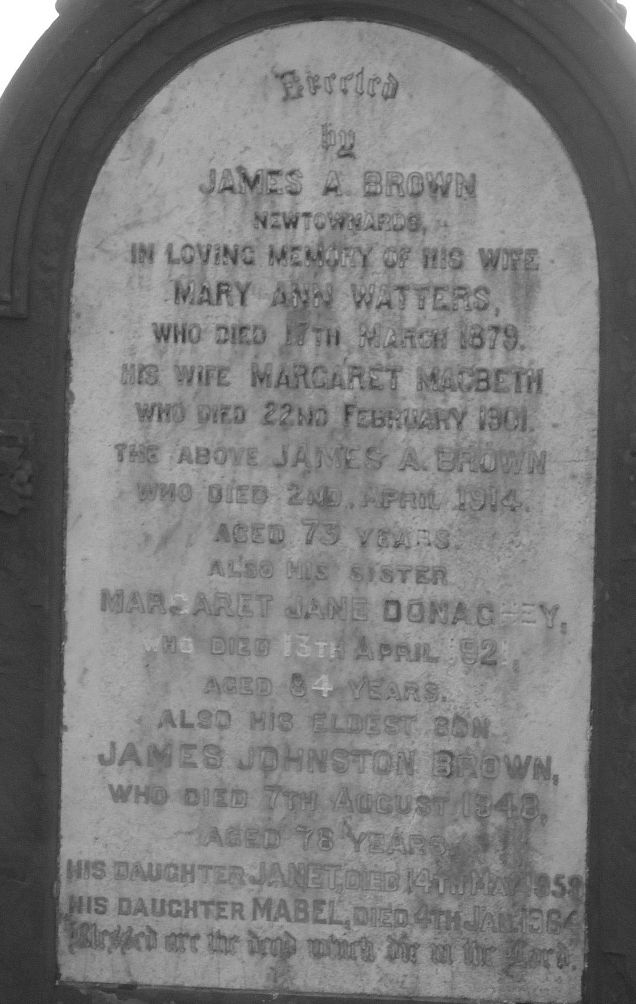 Erected
by
JAMES A. BROWN
NEWTOWNARDS,
IN LOVING MEMORY OF HIS WIFE
MARY ANN WATTERS,
WHO DIED 17TH MARCH 1879.
HIS WIFE MARGARET MACBETH
WHO DIED 22ND FEBRUARY 1901.
THE ABOVE JAMES A. BROWN
WHO DIED 2ND APRIL 1914.
AGED 73 YEARS.
ALSO HIS SISTER
MARGARET JANE DONAGHEY,
WHO DIED 13TH APRIL 1921,
AGED 84 YEARS.
ALSO HIS ELDEST SON
JAMES JOHNSTON BROWN,
WHO DIED 7TH AUGUST 1948,
AGED 78 YEARS.
HIS DAUGHTER JANET, DIED 14TH MAY 1958
HIS DAUGHTER MABEL, DIED 4TH JAN. 1964
Blessed are the dead which die in the Lord.